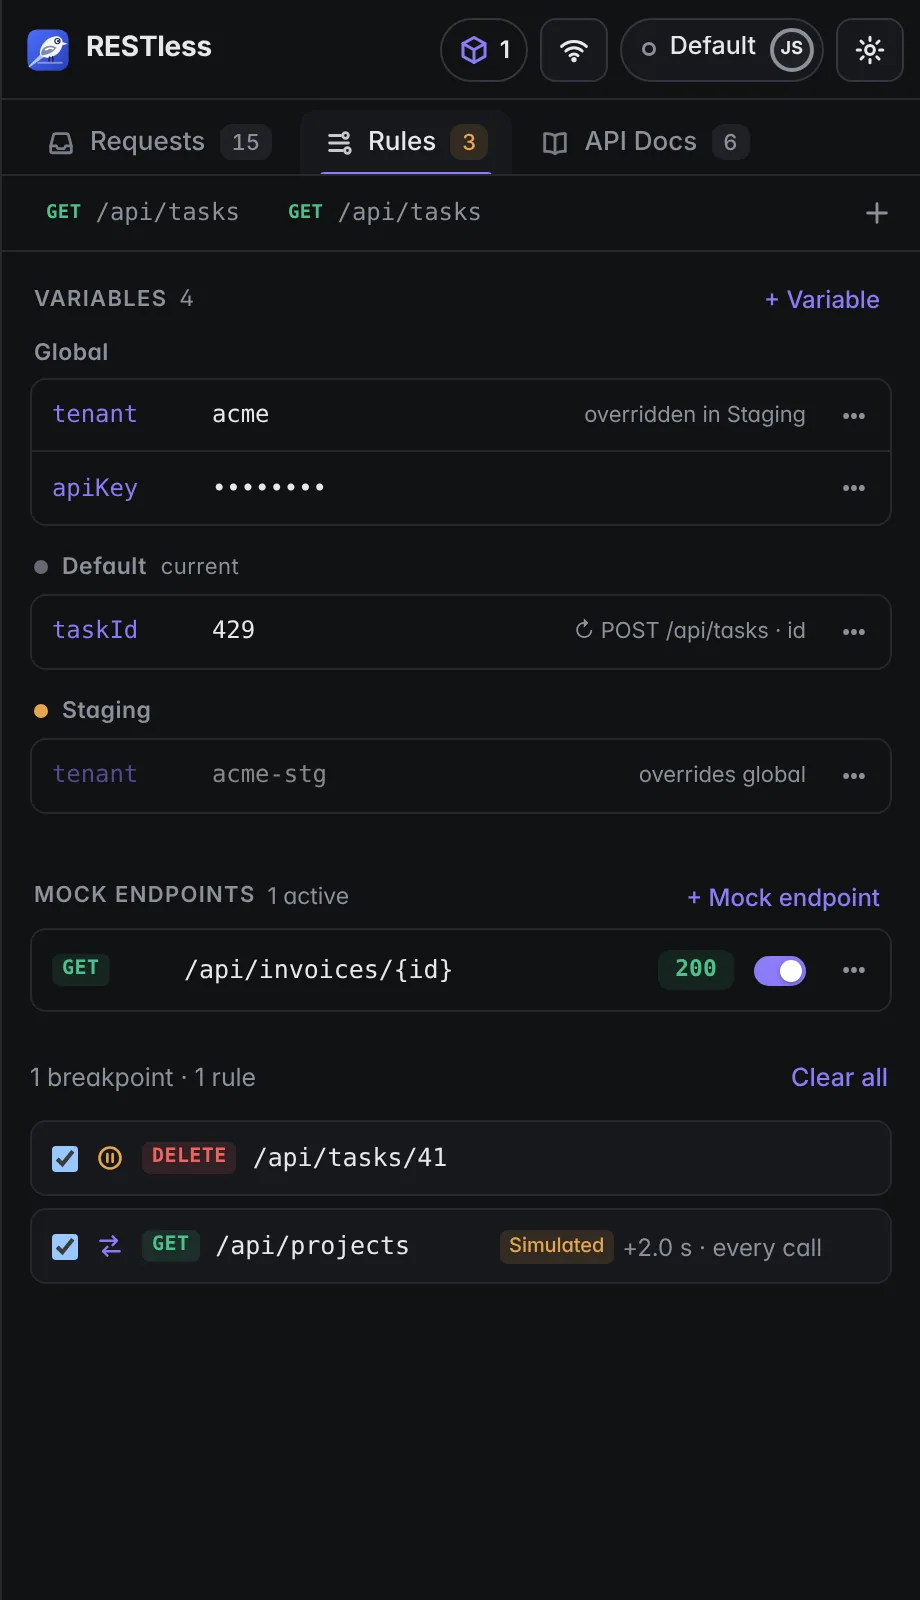 RESTless 1 Default JS
Requests 15 Rules 3 API Docs 6
GET /api/tasks GET /api/tasks +
VARIABLES 4 + Variable
Global
tenant acme overridden in Staging •••
apiKey •••••••• •••
Default current
taskId 429 ↻ POST /api/tasks · id •••
Staging
tenant acme-stg overrides global •••
MOCK ENDPOINTS 1 active + Mock endpoint
GET /api/invoices/{id} 200 •••
1 breakpoint · 1 rule Clear all
DELETE /api/tasks/41
GET /api/projects Simulated +2.0 s · every call